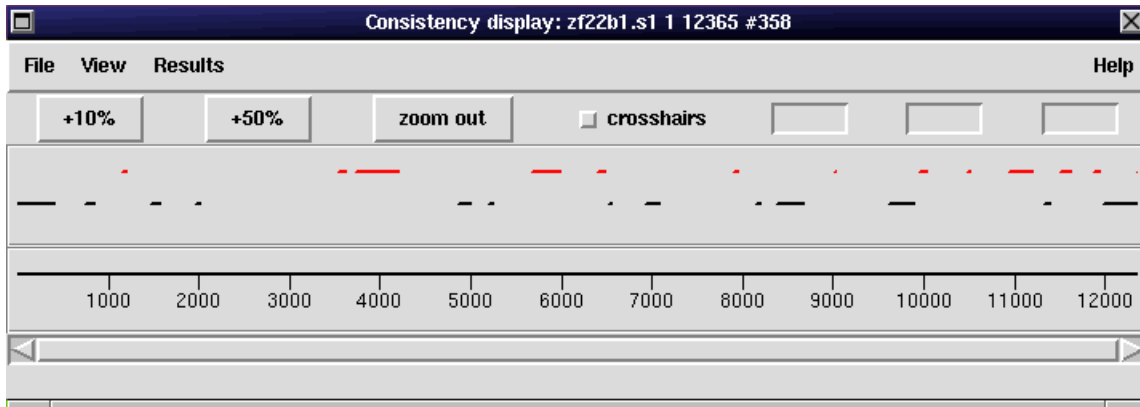 Consistency display: zf22b1.s1 1 12365 #358
File View Results Help
+10% +50% zoom out crosshairs
1000 2000 3000 4000 5000 6000 7000 8000 9000 10000 11000 12000